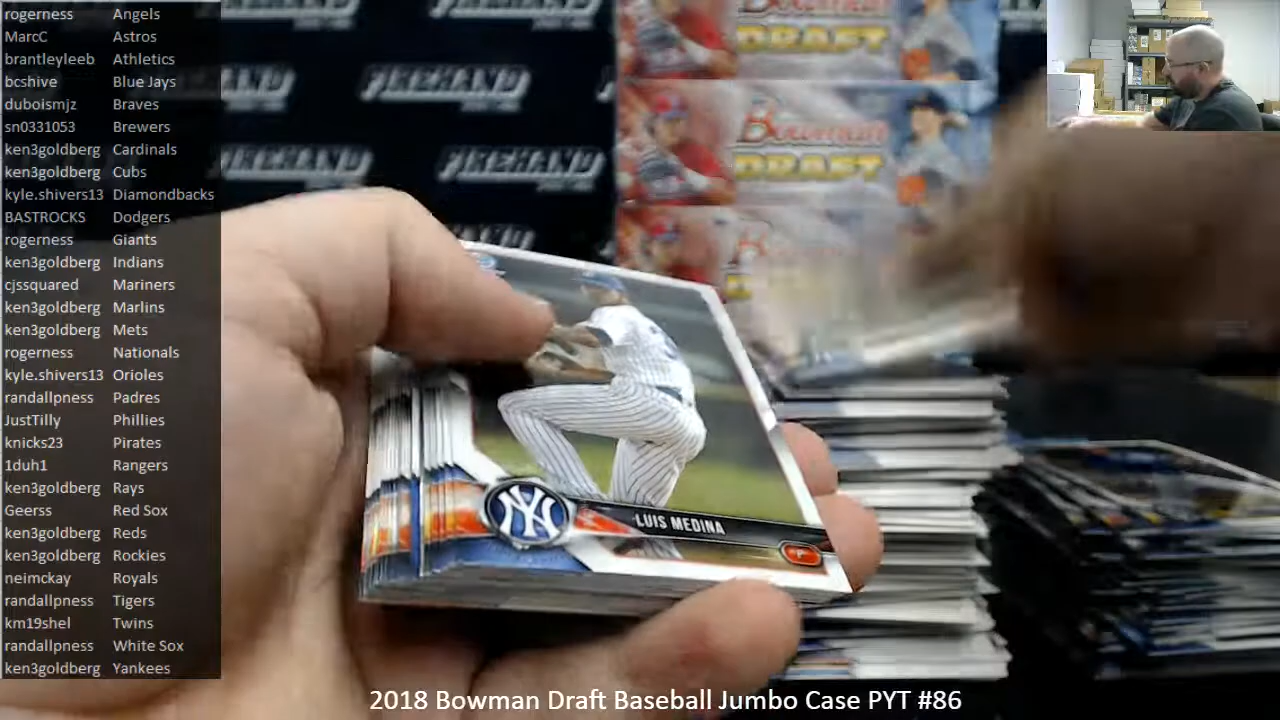 rogerness Angels
MarcC Astros
brantleyleeb Athletics
bcshive Blue Jays
duboismjz Braves
sn0331053 Brewers
ken3goldberg Cardinals
ken3goldberg Cubs
kyle.shivers13 Diamondbacks
BASTROCKS Dodgers
rogerness Giants
ken3goldberg Indians
cjssquared Mariners
ken3goldberg Marlins
ken3goldberg Mets
rogerness Nationals
kyle.shivers13 Orioles
randallpness Padres
JustTilly Phillies
knicks23 Pirates
1duh1 Rangers
ken3goldberg Rays
Geerss Red Sox
ken3goldberg Reds
ken3goldberg Rockies
neimckay Royals
randallpness Tigers
km19shel Twins
randallpness White Sox
ken3goldberg Yankees
FIREHAND
FIREHAND
FIREHAND
DRAFT
Bowman
DRAFT
NY
LUIS MEDINA
P
2018 Bowman Draft Baseball Jumbo Case PYT #86